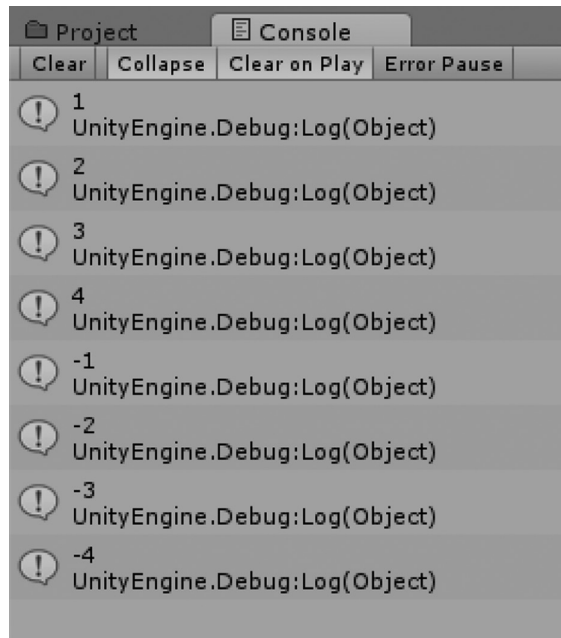 Project Console
Clear Collapse Clear on Play Error Pause
1
UnityEngine.Debug:Log(Object)
2
UnityEngine.Debug:Log(Object)
3
UnityEngine.Debug:Log(Object)
4
UnityEngine.Debug:Log(Object)
-1
UnityEngine.Debug:Log(Object)
-2
UnityEngine.Debug:Log(Object)
-3
UnityEngine.Debug:Log(Object)
-4
UnityEngine.Debug:Log(Object)